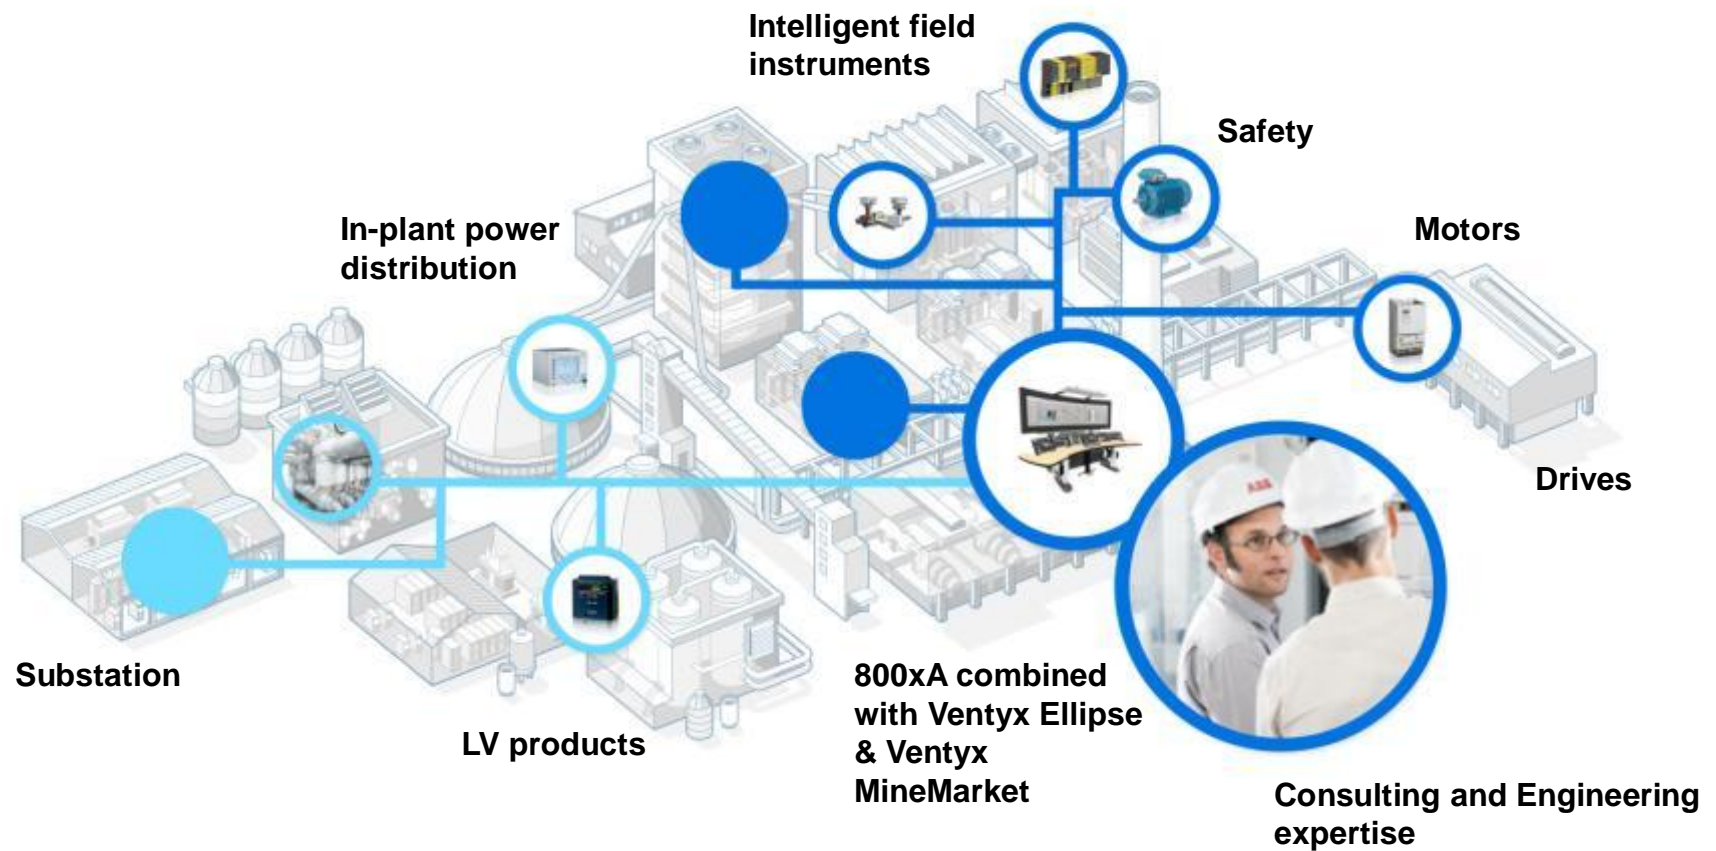 Intelligent field
instruments
Safety
In-plant power
distribution
Motors
Drives
ABB
Substation
LV products
800xA combined
with Ventyx Ellipse
& Ventyx
MineMarket
Consulting and Engineering
expertise